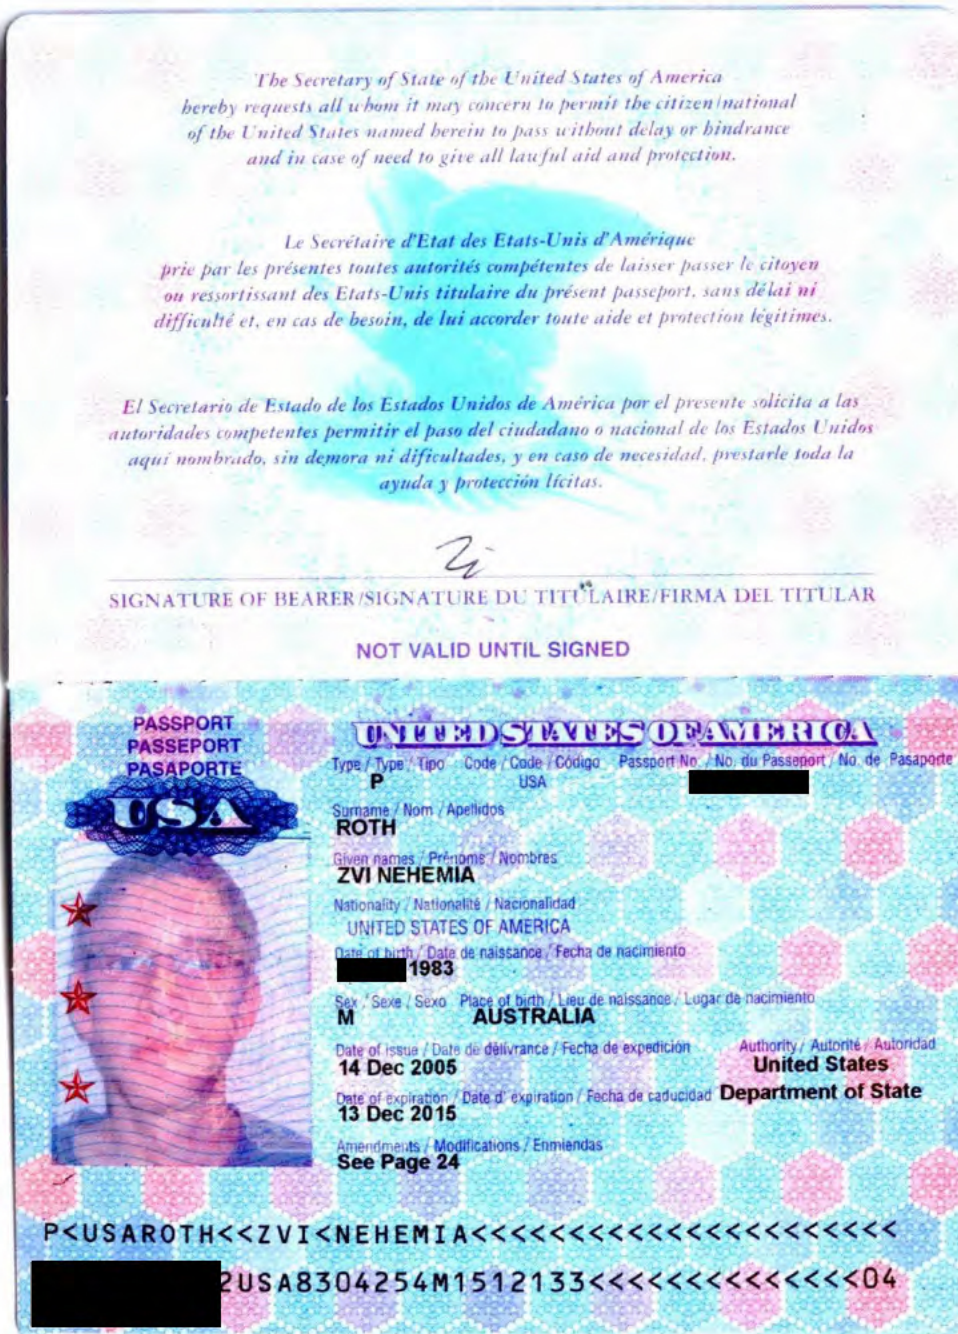 The Secretary of State of the United States of America
hereby requests all whom it may concern to permit the citizen/national
of the United States named herein to pass without delay or hindrance
and in case of need to give all lawful aid and protection.
Le Secrétaire d'Etat des Etats-Unis d'Amérique
prie par les présentes toutes autorités compétentes de laisser passer le citoyen
ou ressortissant des Etats-Unis titulaire du présent passeport, sans délai ni
difficulté et, en cas de besoin, de lui accorder toute aide et protection légitimes.
El Secretario de Estado de los Estados Unidos de América por el presente solicita a las
autoridades competentes permitir el paso del ciudadano o nacional de los Estados Unidos
aquí nombrado, sin demora ni dificultades, y en caso de necesidad, prestarle toda la
ayuda y protección lícitas.
SIGNATURE OF BEARER/SIGNATURE DU TITULAIRE/FIRMA DEL TITULAR
NOT VALID UNTIL SIGNED
PASSPORT
PASSEPORT
PASAPORTE
USA
UNITED STATES OF AMERICA
Type / Type / Tipo Code / Code / Código Passport No. / No. du Passeport / No. de Pasaporte
P USA
Surname / Nom / Apellidos
ROTH
Given names / Prénoms / Nombres
ZVI NEHEMIA
Nationality / Nationalité / Nacionalidad
UNITED STATES OF AMERICA
Date of birth / Date de naissance / Fecha de nacimiento
1983
Sex / Sexe / Sexo Place of birth / Lieu de naissance / Lugar de nacimiento
M AUSTRALIA
Date of issue / Date de délivrance / Fecha de expedición Authority / Autorité / Autoridad
14 Dec 2005 United States
Date of expiration / Date d' expiration / Fecha de caducidad Department of State
13 Dec 2015
Amendments / Modifications / Enmiendas
See Page 24
P<USAROTH<<ZVI<NEHEMIA<<<<<<<<<<<<<<<<<<<<<<
2USA8304254M1512133<<<<<<<<<<<<<<04